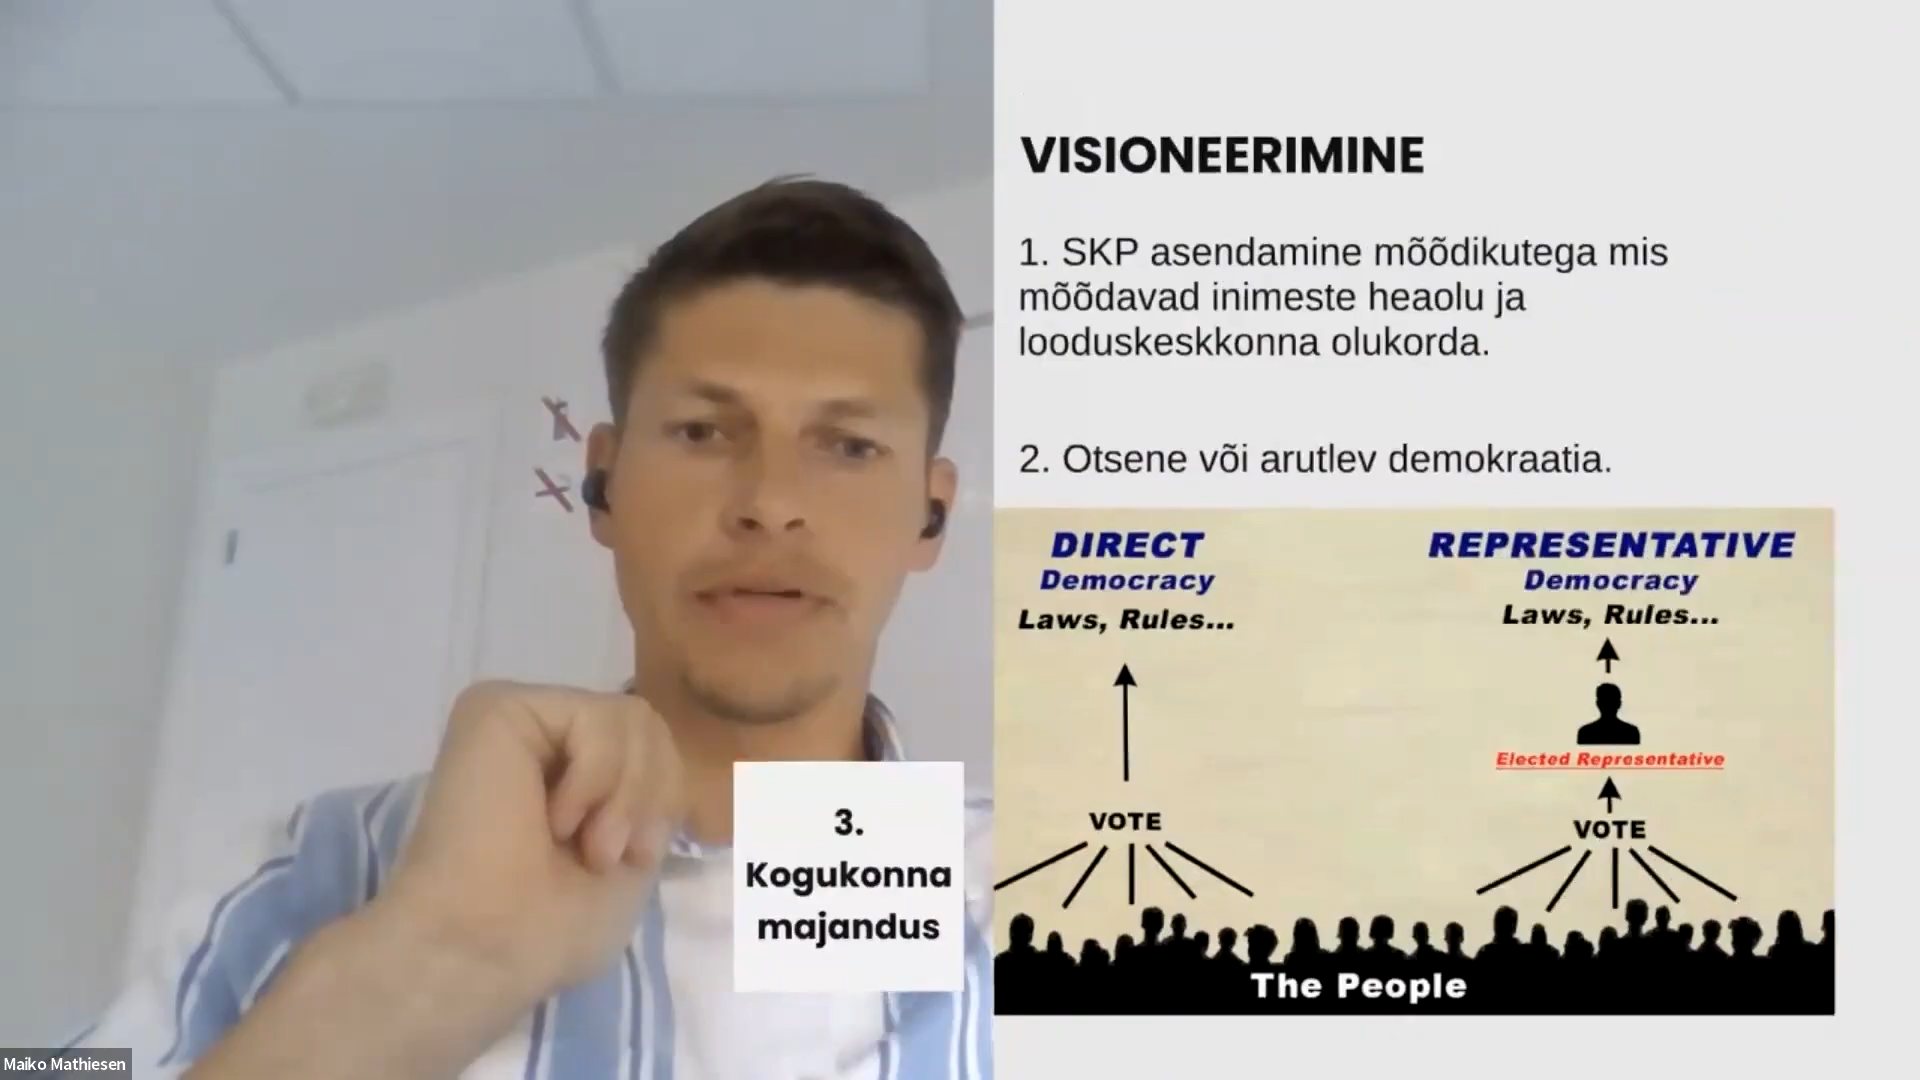 VISIONEERIMINE
1. SKP asendamine mõõdikutega mis
mõõdavad inimeste heaolu ja
looduskeskkonna olukorda.
2. Otsene või arutlev demokraatia.
DIRECT
Democracy
Laws, Rules...
VOTE
REPRESENTATIVE
Democracy
Laws, Rules...
Elected Representative
VOTE
The People
3.
Kogukonna
majandus
Maiko Mathiesen